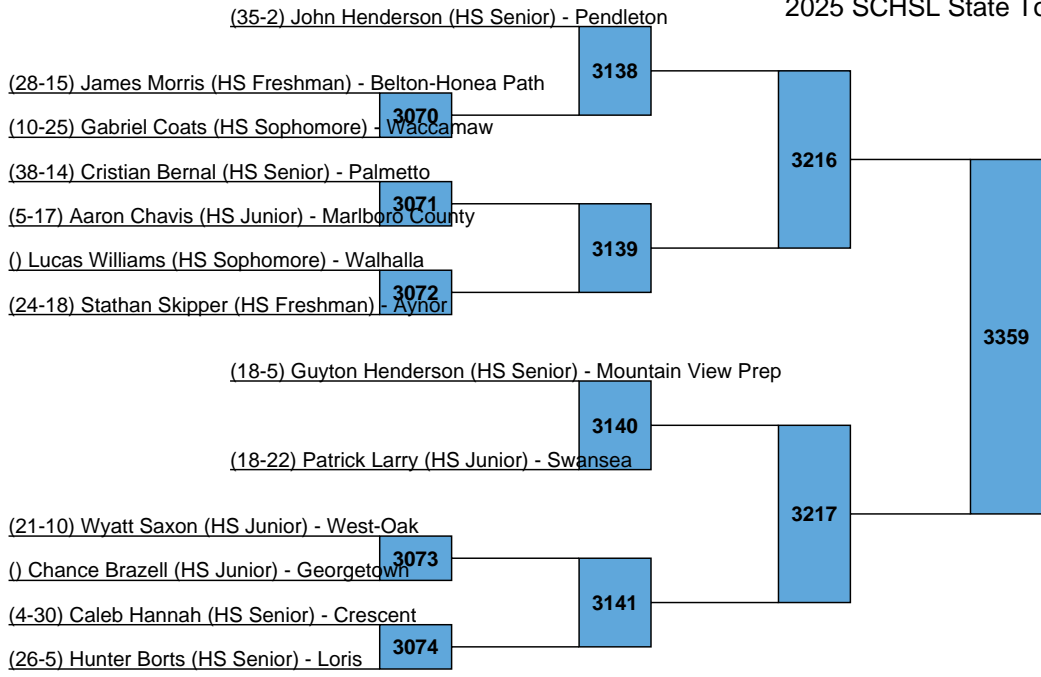 2025 SCHSL State To
(35-2) John Henderson (HS Senior) - Pendleton
3138
(28-15) James Morris (HS Freshman) - Belton-Honea Path
3070
(10-25) Gabriel Coats (HS Sophomore) - Waccamaw
3216
(38-14) Cristian Bernal (HS Senior) - Palmetto
3071
(5-17) Aaron Chavis (HS Junior) - Marlboro County
3139
() Lucas Williams (HS Sophomore) - Walhalla
3072
(24-18) Stathan Skipper (HS Freshman) - Aynor
3359
(18-5) Guyton Henderson (HS Senior) - Mountain View Prep
3140
(18-22) Patrick Larry (HS Junior) - Swansea
3217
(21-10) Wyatt Saxon (HS Junior) - West-Oak
3073
() Chance Brazell (HS Junior) - Georgetown
3141
(4-30) Caleb Hannah (HS Senior) - Crescent
3074
(26-5) Hunter Borts (HS Senior) - Loris